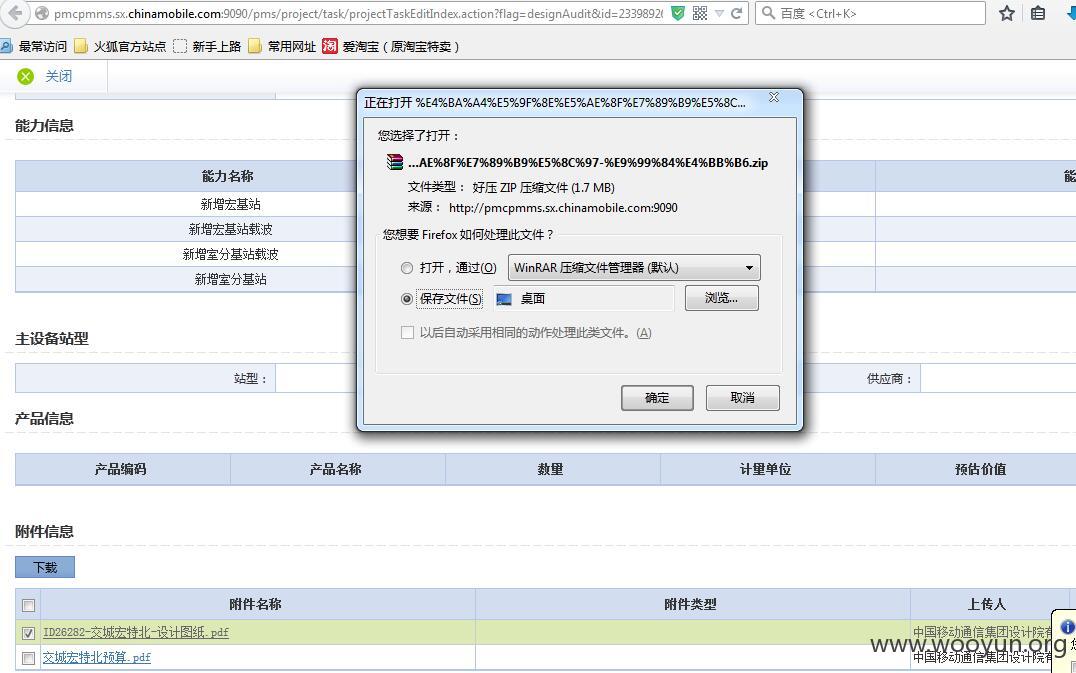 pmcpmms.sx.chinamobile.com:9090/pms/project/task/projectTaskEditIndex.action?flag=designAudit&id=2339892
百度 <Ctrl+K>
最常访问 火狐官方站点 新手上路 常用网址 淘 爱淘宝（原淘宝特卖）
关闭
正在打开 %E4%BA%A4%E5%9F%8E%E5%AE%8F%E7%89%B9%E5%8C...
您选择了打开：
...AE%8F%E7%89%B9%E5%8C%97-%E9%99%84%E4%BB%B6.zip
文件类型： 好压 ZIP 压缩文件 (1.7 MB)
来源： http://pmcpmms.sx.chinamobile.com:9090
您想要 Firefox 如何处理此文件？
打开，通过(O) WinRAR 压缩文件管理器 (默认)
保存文件(S) 桌面 浏览...
以后自动采用相同的动作处理此类文件。(A)
确定 取消
能力信息
能力名称 能
新增宏基站
新增宏基站载波
新增室分基站载波
新增室分基站
主设备站型
站型： 供应商：
产品信息
产品编码 产品名称 数量 计量单位 预估价值
附件信息
下载
附件名称 附件类型 上传人
ID26282-交城宏特北-设计图纸.pdf 中国移动通信集团设计院有
交城宏特北预算.pdf 中国移动通信集团设计院有
www.wooyun.org